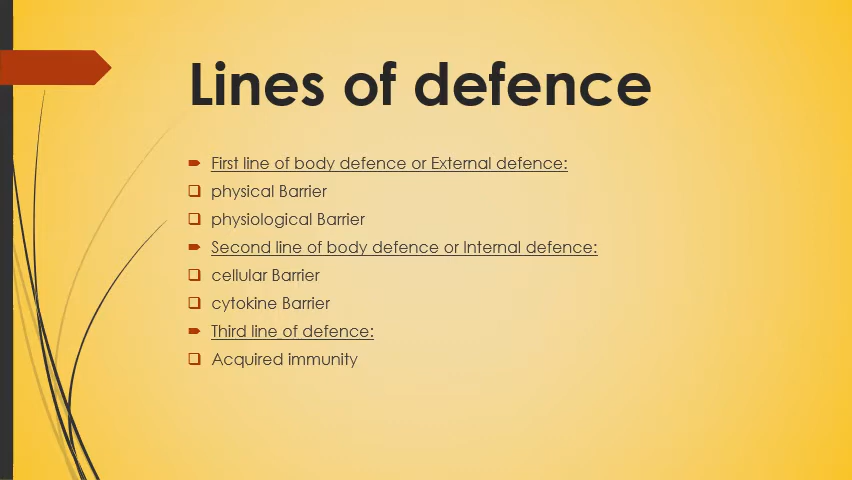 Lines of defence
First line of body defence or External defence:
physical Barrier
physiological Barrier
Second line of body defence or Internal defence:
cellular Barrier
cytokine Barrier
Third line of defence:
Acquired immunity